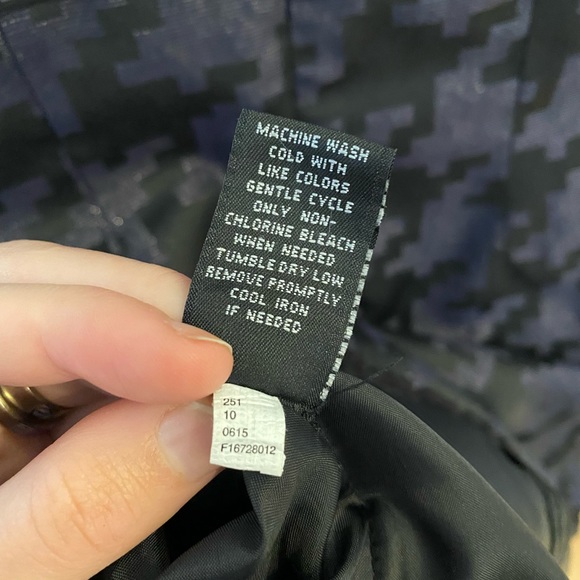 MACHINE WASH
COLD WITH
LIKE COLORS
GENTLE CYCLE
ONLY NON-
CHLORINE BLEACH
WHEN NEEDED
TUMBLE DRY LOW
REMOVE PROMPTLY
COOL IRON
IF NEEDED
251
10
0615
F16728012